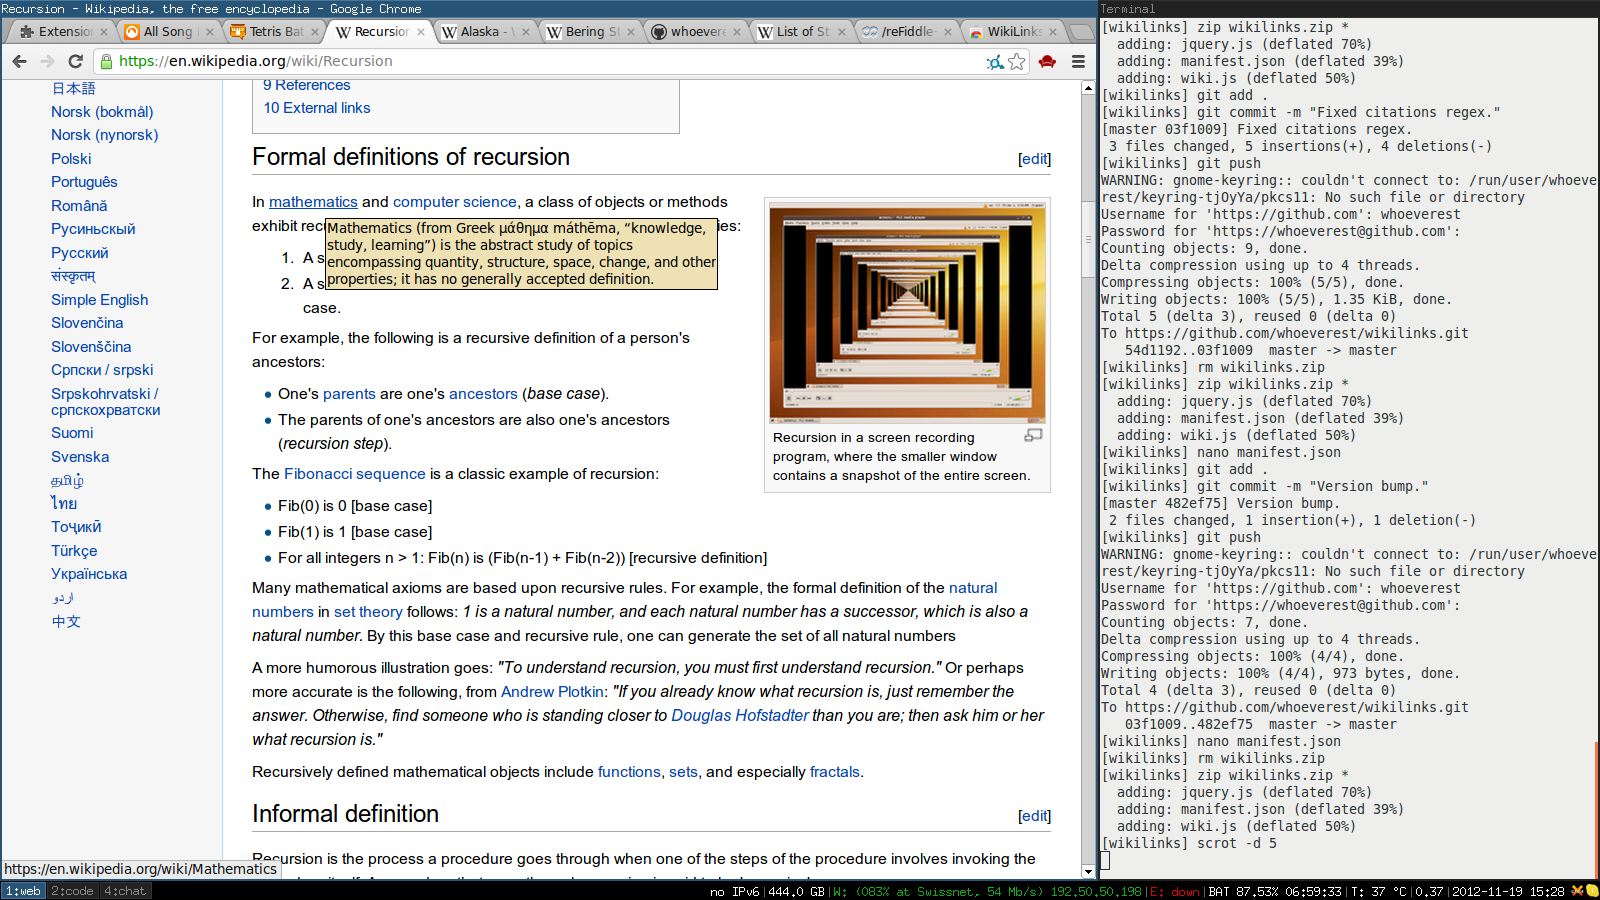 Recursion - Wikipedia, the free encyclopedia - Google Chrome
Extension
All Song
Tetris Bat
Recursion
Alaska -
Bering St
whoevere
List of St
/reFiddle
WikiLinks
https://en.wikipedia.org/wiki/Recursion
日本語
Norsk (bokmål)
Norsk (nynorsk)
Polski
Português
Română
Русиньскый
Русский
संस्कृतम्
Simple English
Slovenčina
Slovenščina
Српски / srpski
Srpskohrvatski /
српскохрватски
Suomi
Svenska
தமிழ்
ไทย
Тоҷикӣ
Türkçe
Українська
اردو
中文
9 References
10 External links
Formal definitions of recursion
[edit]
In mathematics and computer science, a class of objects or methods
exhibit recu
ies:
Mathematics (from Greek μάθημα máthēma, “knowledge,
study, learning”) is the abstract study of topics
encompassing quantity, structure, space, change, and other
properties; it has no generally accepted definition.
1. A s
2. A s
case.
For example, the following is a recursive definition of a person's
ancestors:
One's parents are one's ancestors (base case).
The parents of one's ancestors are also one's ancestors
(recursion step).
The Fibonacci sequence is a classic example of recursion:
Fib(0) is 0 [base case]
Fib(1) is 1 [base case]
For all integers n > 1: Fib(n) is (Fib(n-1) + Fib(n-2)) [recursive definition]
Recursion in a screen recording
program, where the smaller window
contains a snapshot of the entire screen.
Many mathematical axioms are based upon recursive rules. For example, the formal definition of the natural
numbers in set theory follows: 1 is a natural number, and each natural number has a successor, which is also a
natural number. By this base case and recursive rule, one can generate the set of all natural numbers
A more humorous illustration goes: "To understand recursion, you must first understand recursion." Or perhaps
more accurate is the following, from Andrew Plotkin: "If you already know what recursion is, just remember the
answer. Otherwise, find someone who is standing closer to Douglas Hofstadter than you are; then ask him or her
what recursion is."
Recursively defined mathematical objects include functions, sets, and especially fractals.
Informal definition
[edit]
Recursion is the process a procedure goes through when one of the steps of the procedure involves invoking the
https://en.wikipedia.org/wiki/Mathematics
Terminal
[wikilinks] zip wikilinks.zip *
adding: jquery.js (deflated 70%)
adding: manifest.json (deflated 39%)
adding: wiki.js (deflated 50%)
[wikilinks] git add .
[wikilinks] git commit -m "Fixed citations regex."
[master 03f1009] Fixed citations regex.
3 files changed, 5 insertions(+), 4 deletions(-)
[wikilinks] git push
WARNING: gnome-keyring:: couldn't connect to: /run/user/whoeve
rest/keyring-tjOyYa/pkcs11: No such file or directory
Username for 'https://github.com': whoeverest
Password for 'https://whoeverest@github.com':
Counting objects: 9, done.
Delta compression using up to 4 threads.
Compressing objects: 100% (5/5), done.
Writing objects: 100% (5/5), 1.35 KiB, done.
Total 5 (delta 3), reused 0 (delta 0)
To https://github.com/whoeverest/wikilinks.git
54d1192..03f1009  master -> master
[wikilinks] rm wikilinks.zip
[wikilinks] zip wikilinks.zip *
adding: jquery.js (deflated 70%)
adding: manifest.json (deflated 39%)
adding: wiki.js (deflated 50%)
[wikilinks] nano manifest.json
[wikilinks] git add .
[wikilinks] git commit -m "Version bump."
[master 482ef75] Version bump.
2 files changed, 1 insertion(+), 1 deletion(-)
[wikilinks] git push
WARNING: gnome-keyring:: couldn't connect to: /run/user/whoeve
rest/keyring-tjOyYa/pkcs11: No such file or directory
Username for 'https://github.com': whoeverest
Password for 'https://whoeverest@github.com':
Counting objects: 7, done.
Delta compression using up to 4 threads.
Compressing objects: 100% (4/4), done.
Writing objects: 100% (4/4), 973 bytes, done.
Total 4 (delta 3), reused 0 (delta 0)
To https://github.com/whoeverest/wikilinks.git
03f1009..482ef75  master -> master
[wikilinks] nano manifest.json
[wikilinks] rm wikilinks.zip
[wikilinks] zip wikilinks.zip *
adding: jquery.js (deflated 70%)
adding: manifest.json (deflated 39%)
adding: wiki.js (deflated 50%)
[wikilinks] scrot -d 5
1:web 2:code 4:chat
no IPv6|444.0 GB|W: (083% at Swissnet, 54 Mb/s) 192.50.50.198|E: down|BAT 87.53% 06:59:33|T: 37 °C|0.37|2012-11-19 15:28